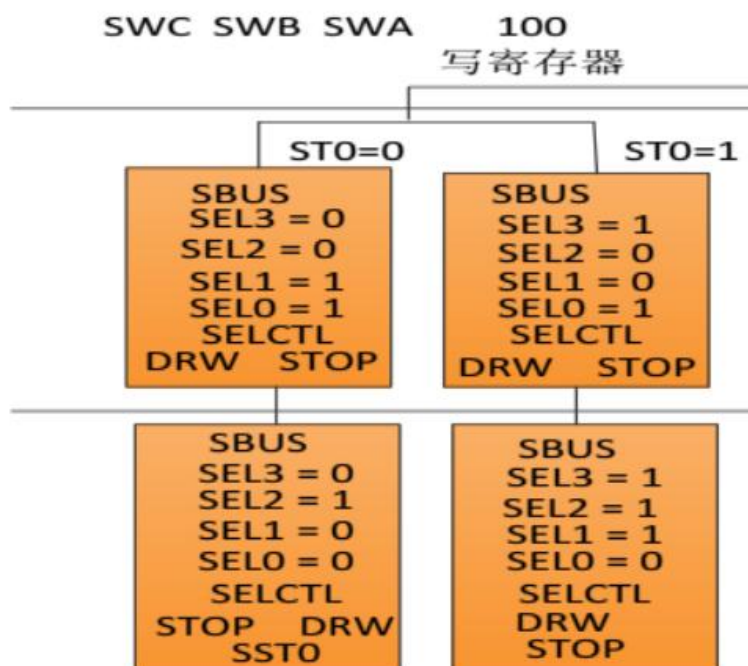 SWC SWB SWA 100
写寄存器
ST0=0
SBUS
SEL3 = 0
SEL2 = 0
SEL1 = 1
SEL0 = 1
SELCTL
DRW STOP
ST0=1
SBUS
SEL3 = 1
SEL2 = 0
SEL1 = 0
SEL0 = 1
SELCTL
DRW STOP
SBUS
SEL3 = 0
SEL2 = 1
SEL1 = 0
SEL0 = 0
SELCTL
STOP DRW
SST0
SBUS
SEL3 = 1
SEL2 = 1
SEL1 = 1
SEL0 = 0
SELCTL
DRW
STOP